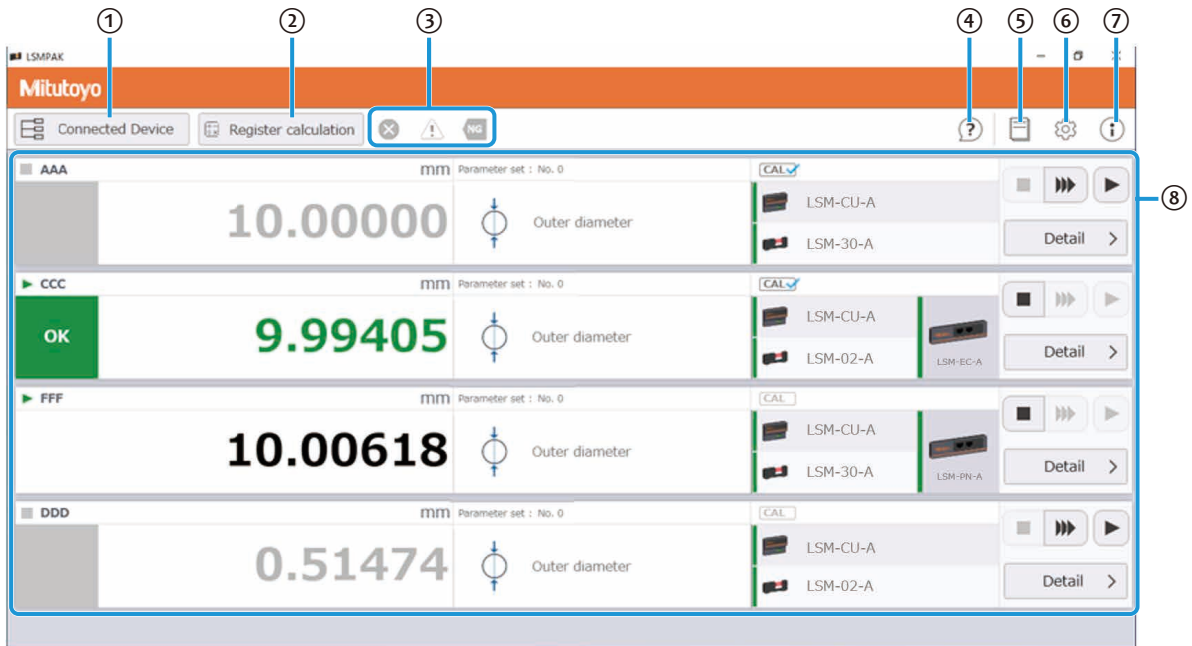 ① ② ③ ④ ⑤ ⑥ ⑦
LSMPAK
Mitutoyo
Connected Device Register calculation NG
AAA mm Parameter set : No. 0 CAL
10.00000 Outer diameter LSM-CU-A
LSM-30-A Detail
⑧
CCC mm Parameter set : No. 0 CAL
OK 9.99405 Outer diameter LSM-CU-A
LSM-02-A LSM-EC-A Detail
FFF mm Parameter set : No. 0 CAL
10.00618 Outer diameter LSM-CU-A
LSM-30-A LSM-PN-A Detail
DDD mm Parameter set : No. 0 CAL
0.51474 Outer diameter LSM-CU-A
LSM-02-A Detail